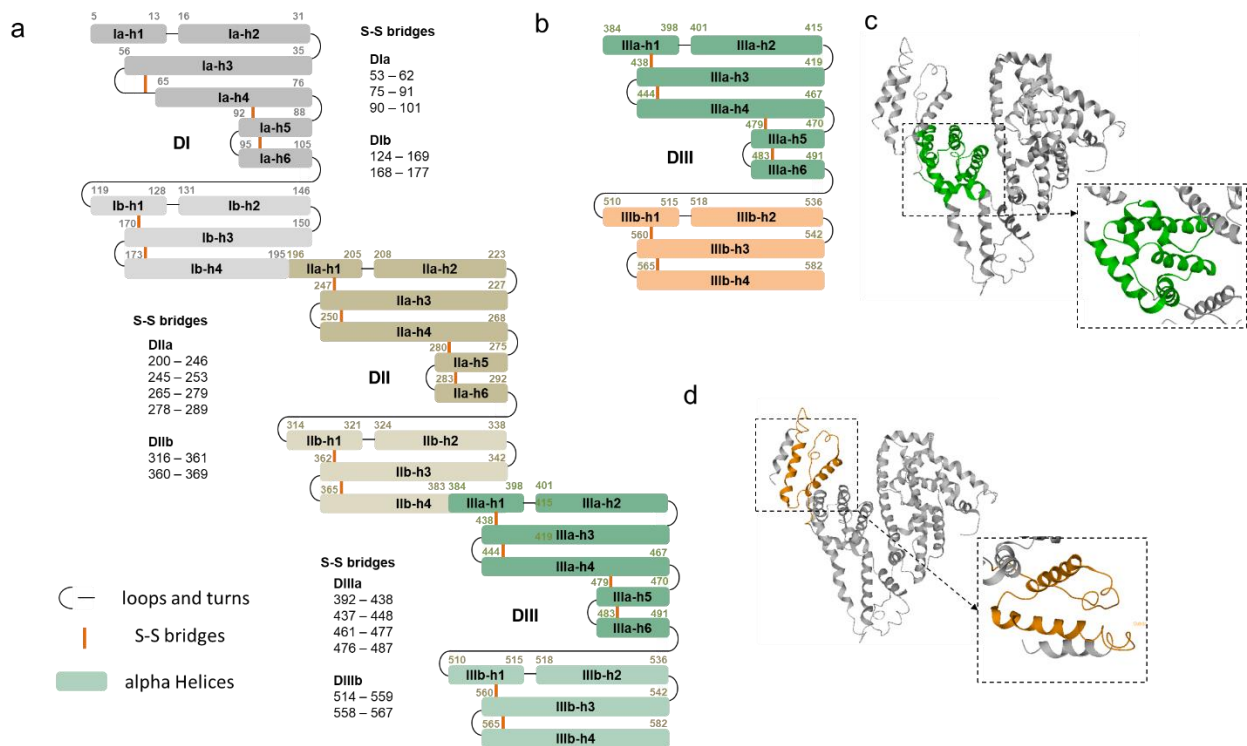 a
5 13 16 31
Ia-h1 Ia-h2
56 35
Ia-h3
65 76
Ia-h4
92 88
Ia-h5
95 105
Ia-h6
DI
119 128 131 146
Ib-h1 Ib-h2
170 150
Ib-h3
173 195 196 205 208 223
Ib-h4 IIa-h1 IIa-h2
247 227
IIa-h3
250 268
IIa-h4
280 275
IIa-h5
283 292
IIa-h6
DII
314 321 324 338
IIb-h1 IIb-h2
362 342
IIb-h3
365 383 384 398 401
IIb-h4 IIIa-h1 415 IIIa-h2
438
419 IIIa-h3
444 467
IIIa-h4
479 470
IIIa-h5
483 491
IIIa-h6
DIII
510 515 518 536
IIIb-h1 IIIb-h2
560 542
IIIb-h3
565 582
IIIb-h4
S-S bridges
DIa
53 – 62
75 – 91
90 – 101
DIb
124 – 169
168 – 177
S-S bridges
DIIa
200 – 246
245 – 253
265 – 279
278 – 289
DIIb
316 – 361
360 – 369
S-S bridges
DIIIa
392 – 438
437 – 448
461 – 477
476 – 487
DIIIb
514 – 559
558 – 567
loops and turns
S-S bridges
alpha Helices
b
384 398 401 415
IIIa-h1 IIIa-h2
438 419
IIIa-h3
444 467
IIIa-h4
479 470
IIIa-h5
483 491
IIIa-h6
DIII
510 515 518 536
IIIb-h1 IIIb-h2
560 542
IIIb-h3
565 582
IIIb-h4
c
d